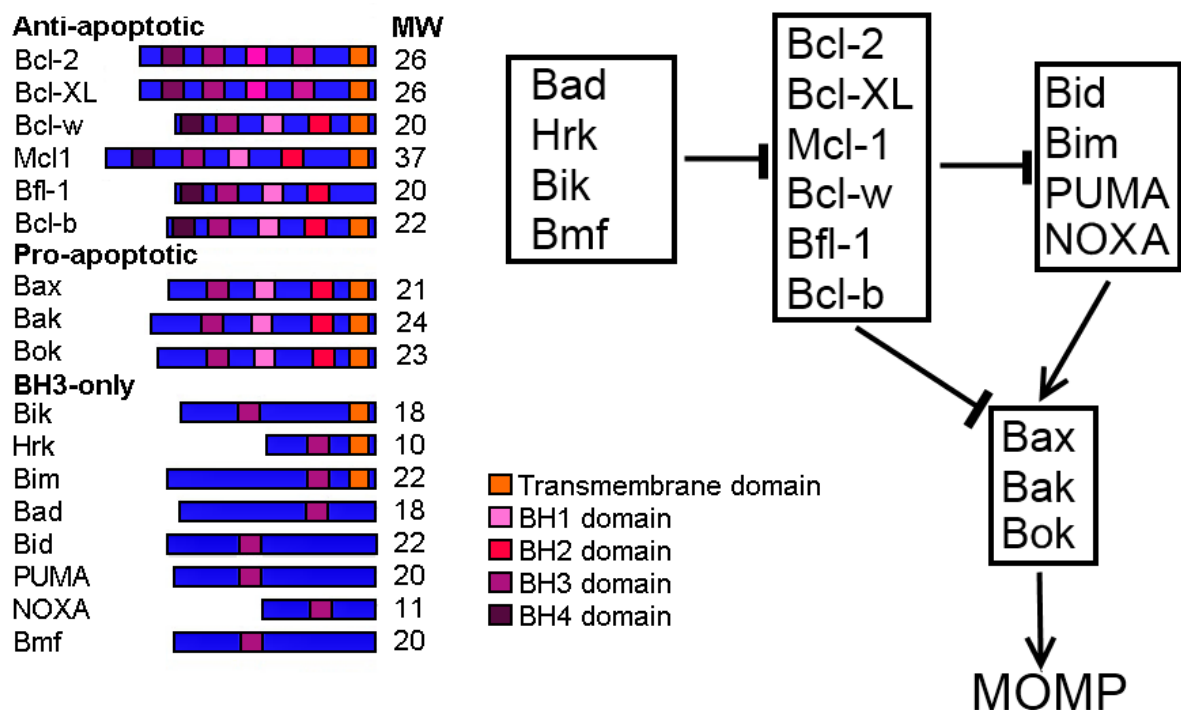 Anti-apoptotic MW
Bcl-2 26
Bcl-XL 26
Bcl-w 20
Mcl1 37
Bfl-1 20
Bcl-b 22
Pro-apoptotic
Bax 21
Bak 24
Bok 23
BH3-only
Bik 18
Hrk 10
Bim 22
Bad 18
Bid 22
PUMA 20
NOXA 11
Bmf 20
Transmembrane domain
BH1 domain
BH2 domain
BH3 domain
BH4 domain
Bad
Hrk
Bik
Bmf
Bcl-2
Bcl-XL
Mcl-1
Bcl-w
Bfl-1
Bcl-b
Bid
Bim
PUMA
NOXA
Bax
Bak
Bok
MOMP